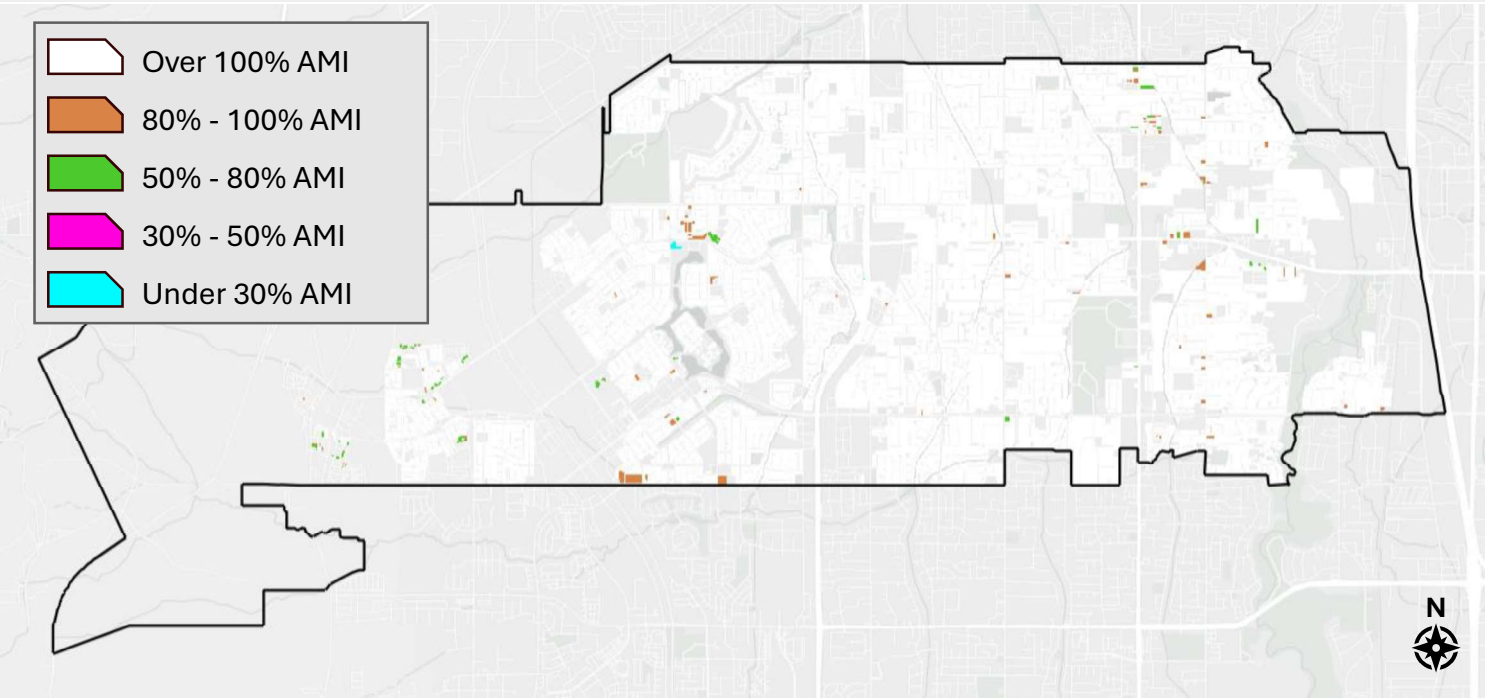 Over 100% AMI
80% - 100% AMI
50% - 80% AMI
30% - 50% AMI
Under 30% AMI
N